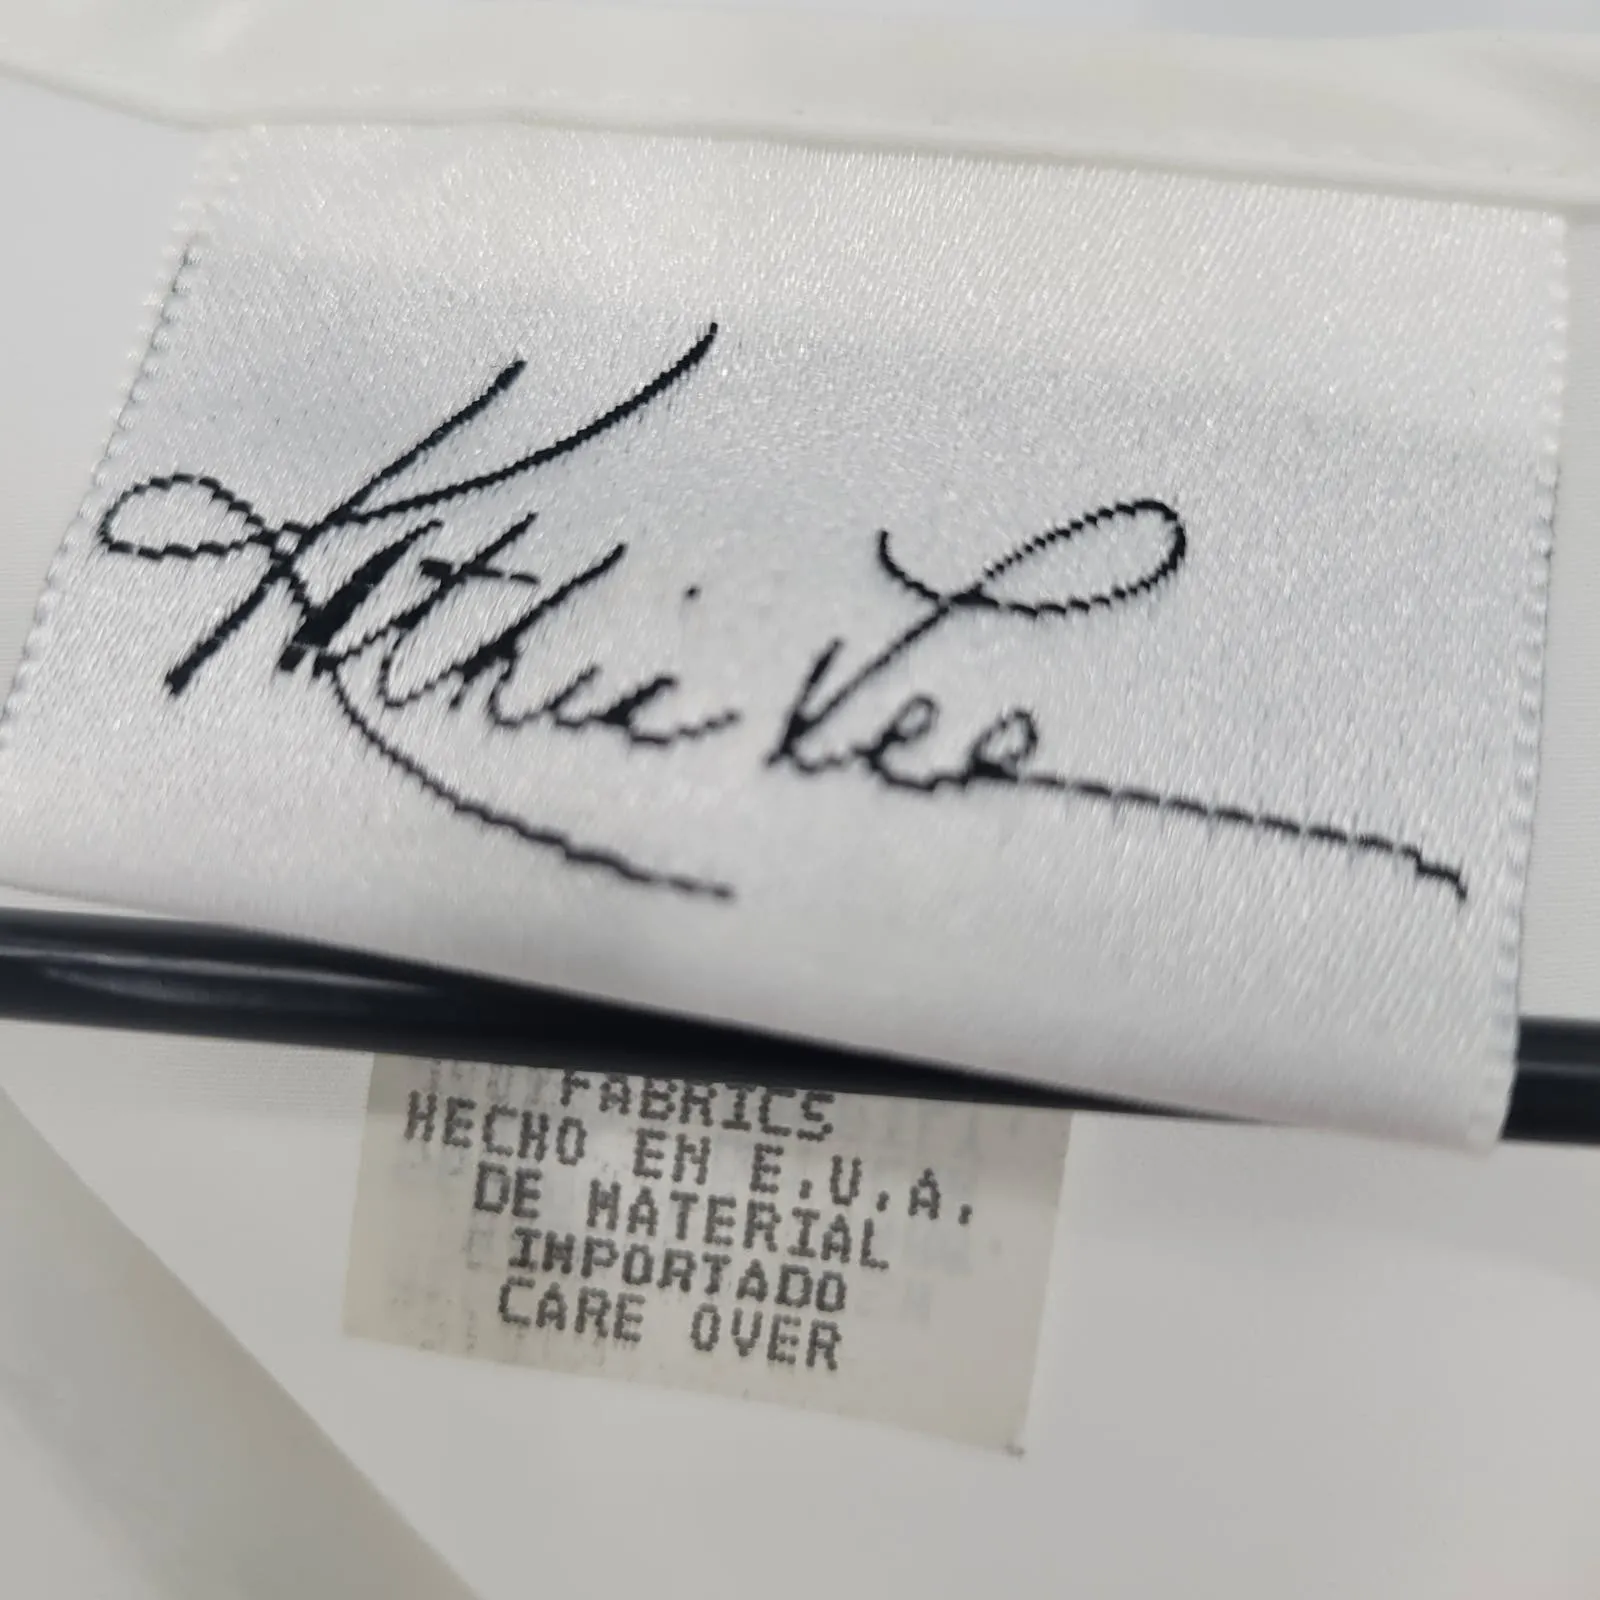 Kathie Lee
FABRICS
HECHO EN E.U.A.
DE MATERIAL
IMPORTADO
CARE OVER